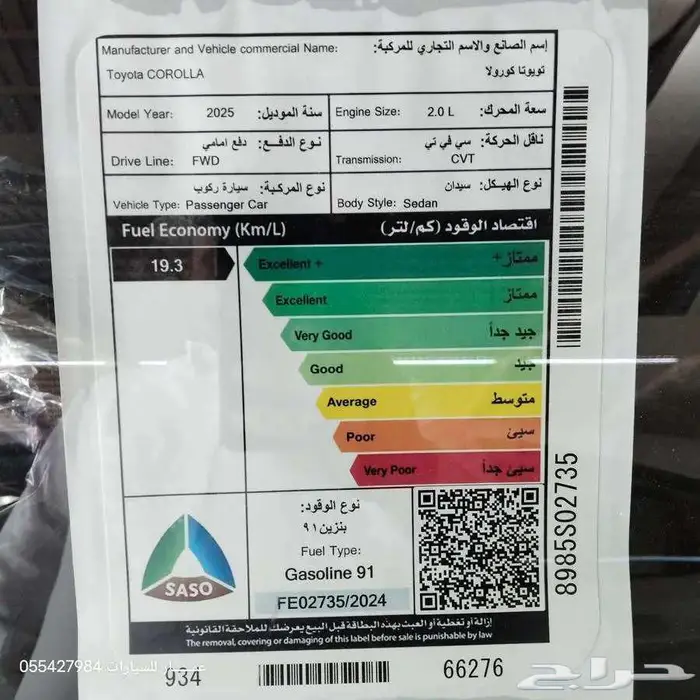 Manufacturer and Vehicle commercial Name: إسم الصانع والاسم التجاري للمركبة:
Toyota COROLLA تويوتا كورولا
Model Year: 2025 سنة الموديل:
Engine Size: 2.0 L سعة المحرك:
نوع الدفـع: دفع امامي
Drive Line: FWD
ناقل الحركة: سي في تي
Transmission: CVT
نوع المركبة: سيارة ركوب
Vehicle Type: Passenger Car
نوع الهيكل: سيدان
Body Style: Sedan
Fuel Economy (Km/L) اقتصاد الوقود (كم/لتر)
19.3
Excellent + ممتاز+
Excellent ممتاز
Very Good جيد جداً
Good جيد
Average متوسط
Poor سيئ
Very Poor سيئ جداً
8985S02735
SASO
نوع الوقود:
بنزين ٩١
Fuel Type:
Gasoline 91
FE02735/2024
إزالة أو تغطية أو العبث بهذه البطاقة قبل البيع يعرضك للملاحقة القانونية
The removal, covering or damaging of this label before sale is punishable by law
934
66276
للسيارات 055427984
حراج